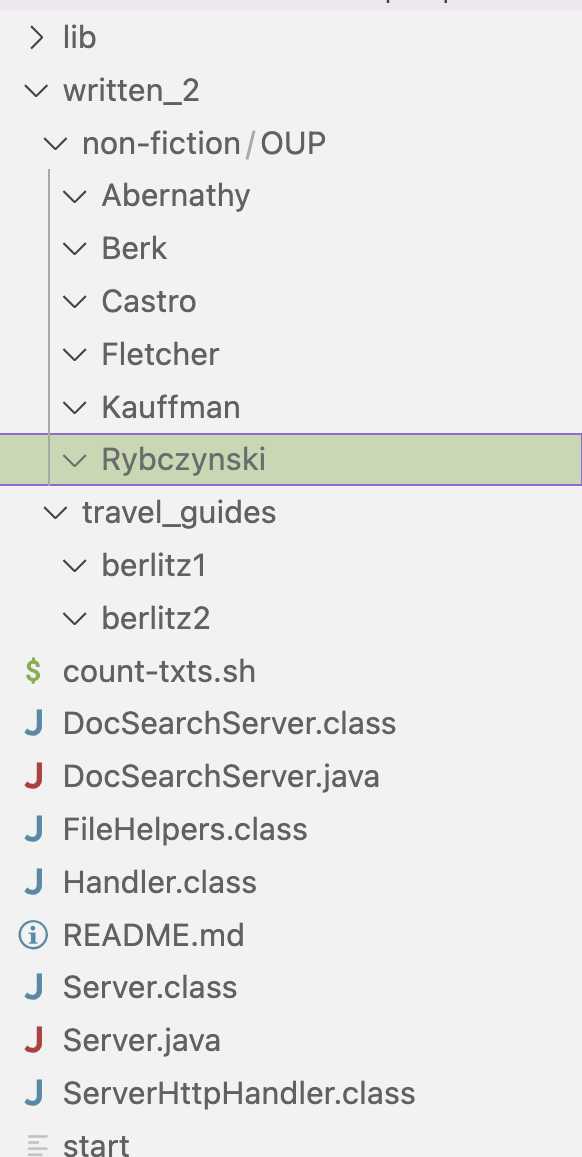 lib
written_2
non-fiction/OUP
Abernathy
Berk
Castro
Fletcher
Kauffman
Rybczynski
travel_guides
berlitz1
berlitz2
$ count-txts.sh
J DocSearchServer.class
J DocSearchServer.java
J FileHelpers.class
J Handler.class
i README.md
J Server.class
J Server.java
J ServerHttpHandler.class
start